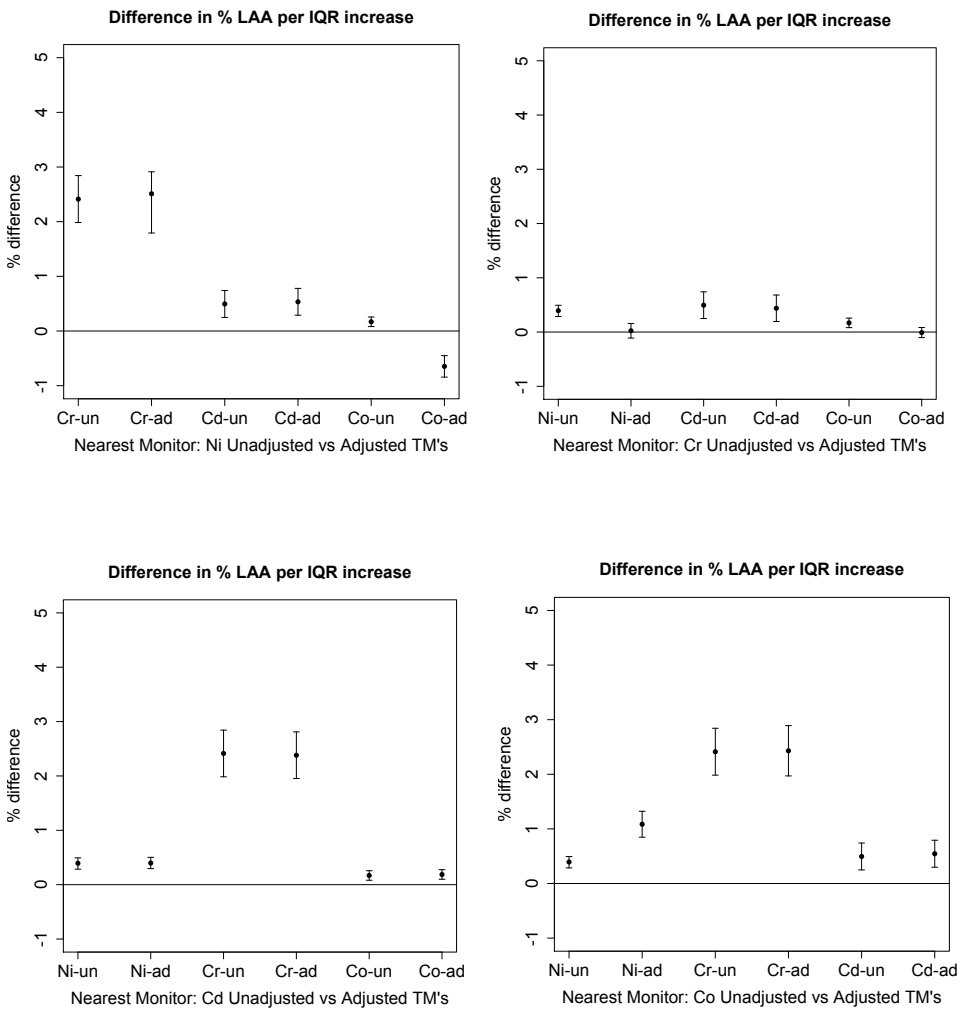 Difference in % LAA per IQR increase
% difference
5
4
3
2
1
0
-1
Cr-un Cr-ad Cd-un Cd-ad Co-un Co-ad
Nearest Monitor: Ni Unadjusted vs Adjusted TM's
Difference in % LAA per IQR increase
% difference
5
4
3
2
1
0
-1
Ni-un Ni-ad Cd-un Cd-ad Co-un Co-ad
Nearest Monitor: Cr Unadjusted vs Adjusted TM's
Difference in % LAA per IQR increase
% difference
5
4
3
2
1
0
-1
Ni-un Ni-ad Cr-un Cr-ad Co-un Co-ad
Nearest Monitor: Cd Unadjusted vs Adjusted TM's
Difference in % LAA per IQR increase
% difference
5
4
3
2
1
0
-1
Ni-un Ni-ad Cr-un Cr-ad Cd-un Cd-ad
Nearest Monitor: Co Unadjusted vs Adjusted TM's